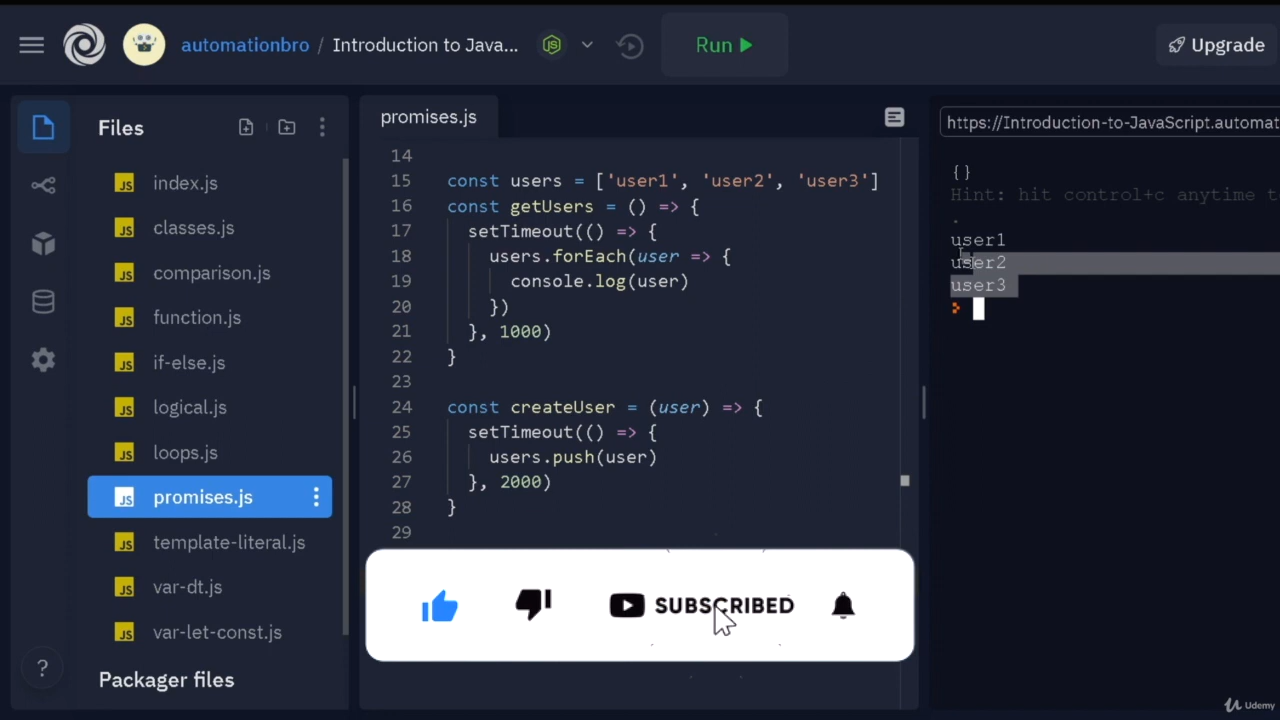 automationbro / Introduction to Java...
Run
Upgrade
Files
index.js
classes.js
comparison.js
function.js
if-else.js
logical.js
loops.js
promises.js
template-literal.js
var-dt.js
var-let-const.js
Packager files
?
promises.js
14
15 const users = ['user1', 'user2', 'user3']
16 const getUsers = () => {
17 setTimeout(() => {
18 users.forEach(user => {
19 console.log(user)
20 })
21 }, 1000)
22 }
23
24 const createUser = (user) => {
25 setTimeout(() => {
26 users.push(user)
27 }, 2000)
28 }
29
SUBSCRIBED
https://Introduction-to-JavaScript.automat
{}
Hint: hit control+c anytime t
.
user1
user2
user3
Udemy